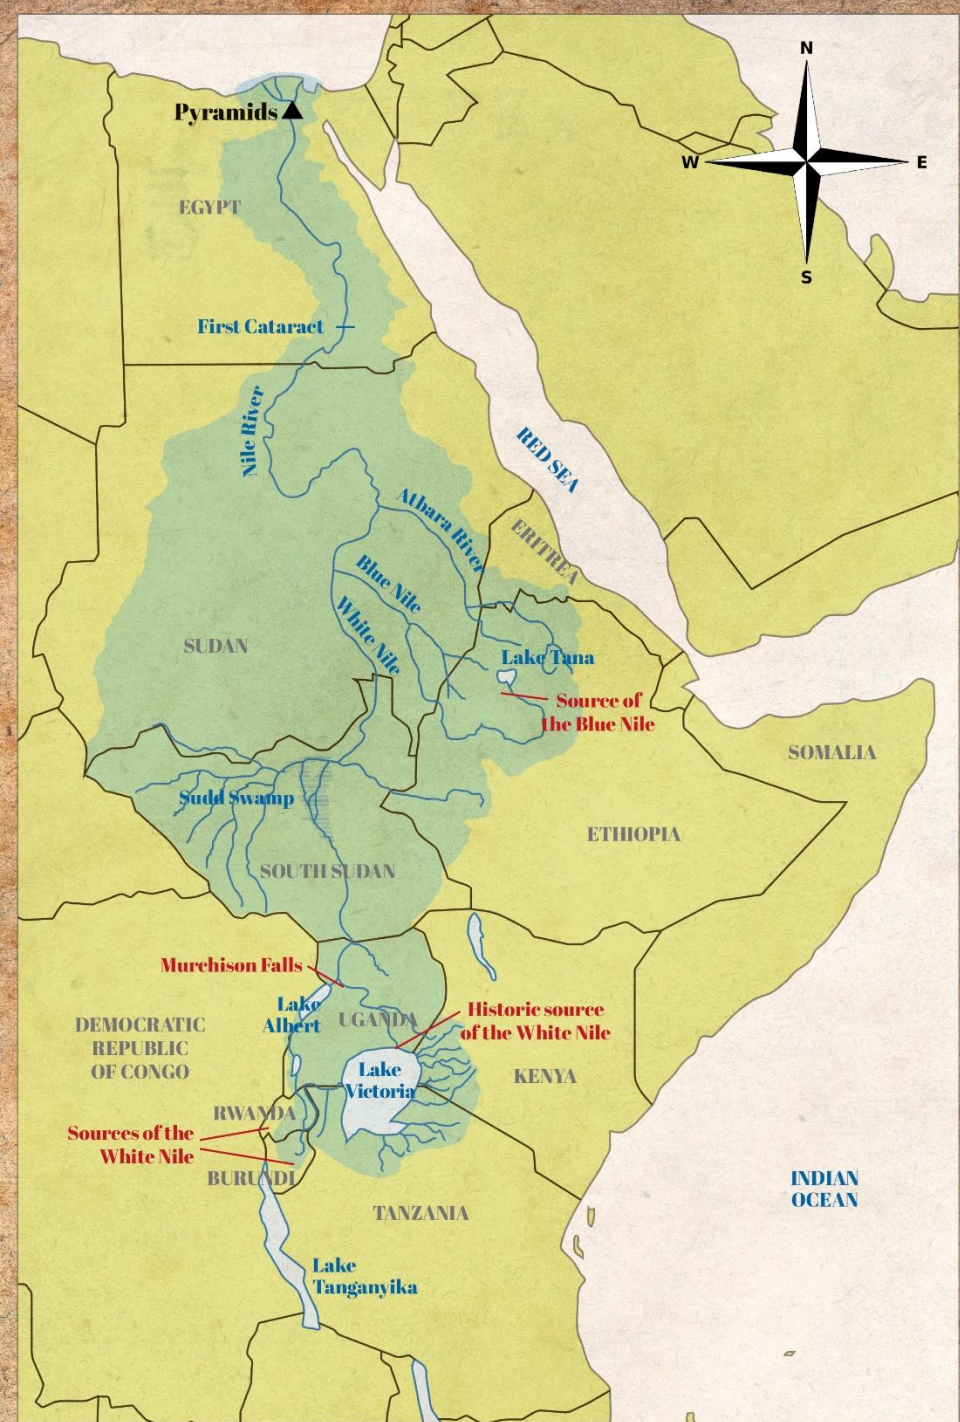 N
Pyramids
W
E
EGYPT
S
First Cataract
Nile River
RED SEA
Atbara River
ERITREA
Blue Nile
White Nile
SUDAN
Lake Tana
Source of
the Blue Nile
SOMALIA
Sudd Swamp
ETHIOPIA
SOUTH SUDAN
Murchison Falls
Lake
Albert
UGANDA
Historic source
of the White Nile
DEMOCRATIC
REPUBLIC
OF CONGO
Lake
Victoria
KENYA
RWANDA
Sources of the
White Nile
BURUNDI
INDIAN
OCEAN
TANZANIA
Lake
Tanganyika